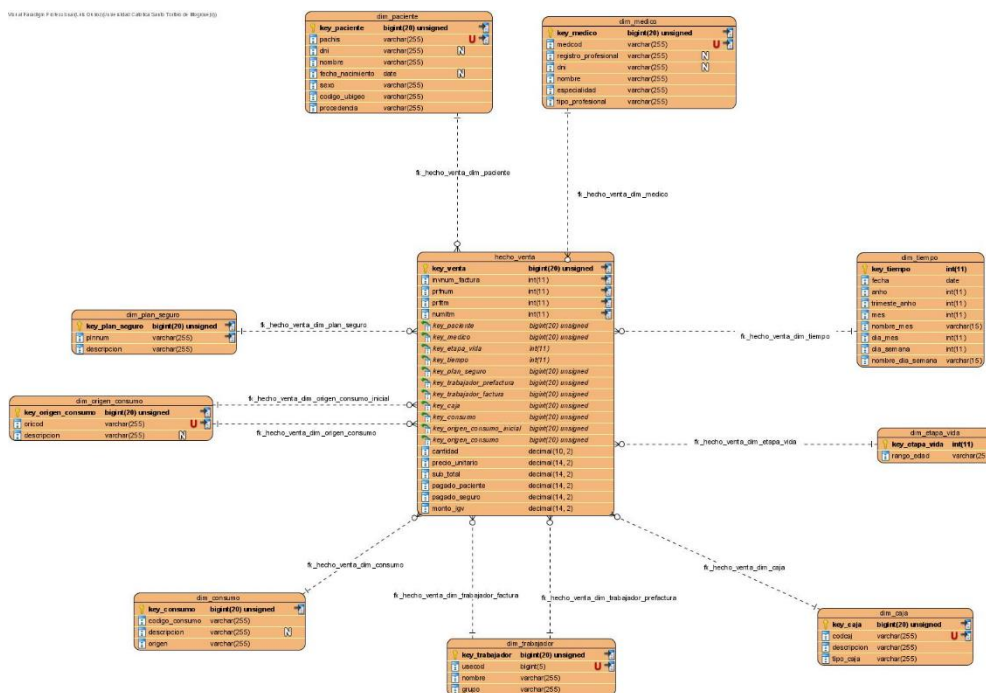 dim_paciente
key_paciente bigint(20) unsigned
pachis varchar(255) U
dni varchar(255) N
nombre varchar(255)
fecha_nacimiento date N
sexo varchar(255)
codigo_ubigeo varchar(255)
procedencia varchar(255)
dim_medico
key_medico bigint(20) unsigned
medcod varchar(255) U
registro_profesional varchar(255) N
dni varchar(255) N
nombre varchar(255)
especialidad varchar(255)
tipo_profesional varchar(255)
fk_hecho_venta_dim_paciente
fk_hecho_venta_dim_medico
hecho_venta
key_venta bigint(20) unsigned
invnum_factura int(11)
prfnum int(11)
prfitm int(11)
numitm int(11)
key_paciente bigint(20) unsigned
key_medico bigint(20) unsigned
key_etapa_vida int(11)
key_tiempo int(11)
key_plan_seguro bigint(20) unsigned
key_trabajador_prefactura bigint(20) unsigned
key_trabajador_factura bigint(20) unsigned
key_caja bigint(20) unsigned
key_consumo bigint(20) unsigned
key_origen_consumo_inicial bigint(20) unsigned
key_origen_consumo bigint(20) unsigned
cantidad decimal(10, 2)
precio_unitario decimal(14, 2)
sub_total decimal(14, 2)
pagado_paciente decimal(14, 2)
pagado_seguro decimal(14, 2)
monto_igv decimal(14, 2)
dim_tiempo
key_tiempo int(11)
fecha date
anho int(11)
trimestre_anho int(11)
mes int(11)
nombre_mes varchar(15)
dia_mes int(11)
dia_semana int(11)
nombre_dia_semana varchar(15)
dim_plan_seguro
key_plan_seguro bigint(20) unsigned
plnnum varchar(255)
descripcion varchar(255)
fk_hecho_venta_dim_plan_seguro
fk_hecho_venta_dim_tiempo
dim_origen_consumo
key_origen_consumo bigint(20) unsigned
oricod varchar(255) U
descripcion varchar(255) N
fk_hecho_venta_dim_origen_consumo_inicial
fk_hecho_venta_dim_origen_consumo
fk_hecho_venta_dim_etapa_vida
dim_etapa_vida
key_etapa_vida int(11)
rango_edad
fk_hecho_venta_dim_consumo
fk_hecho_venta_dim_trabajador_factura
fk_hecho_venta_dim_trabajador_prefactura
fk_hecho_venta_dim_caja
dim_consumo
key_consumo bigint(20) unsigned
codigo_consumo varchar(255)
descripcion varchar(255) N
origen varchar(255)
dim_trabajador
key_trabajador bigint(20) unsigned
usecod bigint(5) U
nombre varchar(255)
grupo varchar(255)
dim_caja
key_caja bigint(20) unsigned
codcaj varchar(255) U
descripcion varchar(255)
tipo_caja varchar(255)